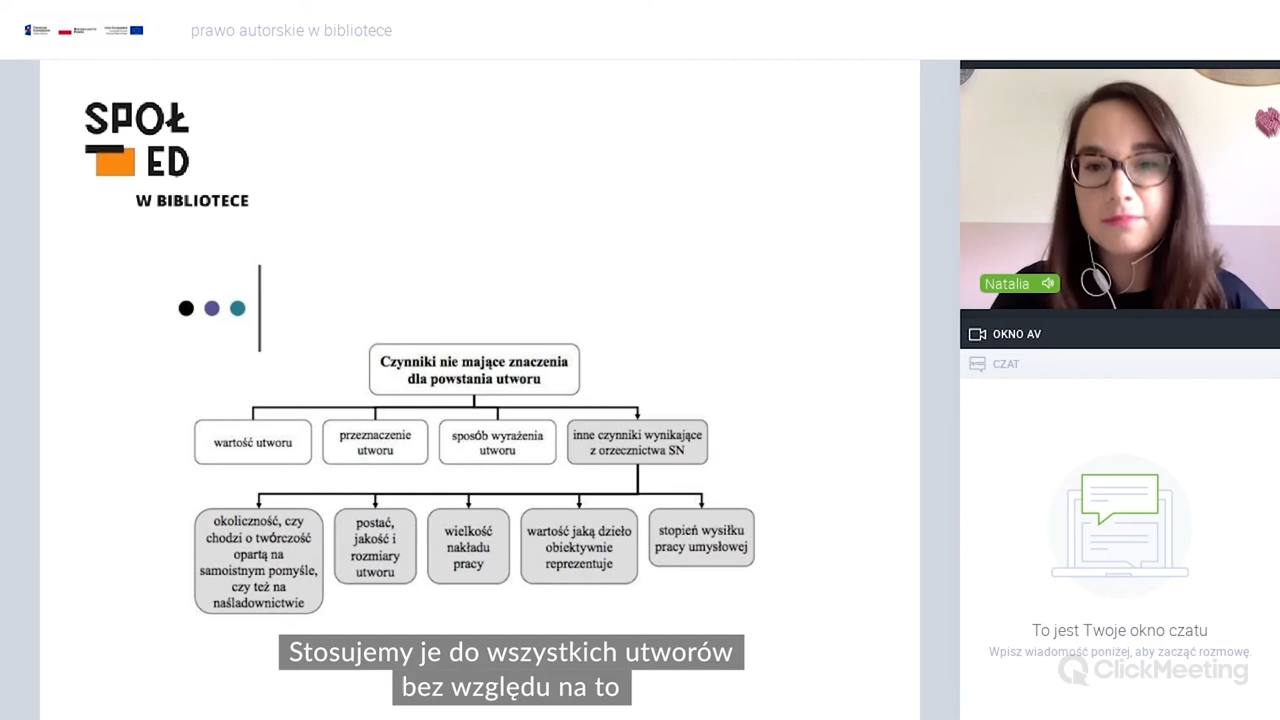 prawo autorskie w bibliotece
SPOŁ
ED
W BIBLIOTECE
Czynniki nie mające znaczenia
dla powstania utworu
wartość utworu
przeznaczenie
utworu
sposób wyrażenia
utworu
inne czynniki wynikające
z orzecznictwa SN
okoliczność, czy
chodzi o twórczość
opartą na
samoistnym pomyśle,
czy też na
naśladownictwie
postać,
jakość i
rozmiary
utworu
wielkość
nakładu
pracy
wartość jaką dzieło
obiektywnie
reprezentuje
stopień wysiłku
pracy umysłowej
Stosujemy je do wszystkich utworów
bez względu na to
Natalia
OKNO AV
CZAT
To jest Twoje okno czatu
Wpisz wiadomość poniżej, aby zacząć rozmowę.
ClickMeeting